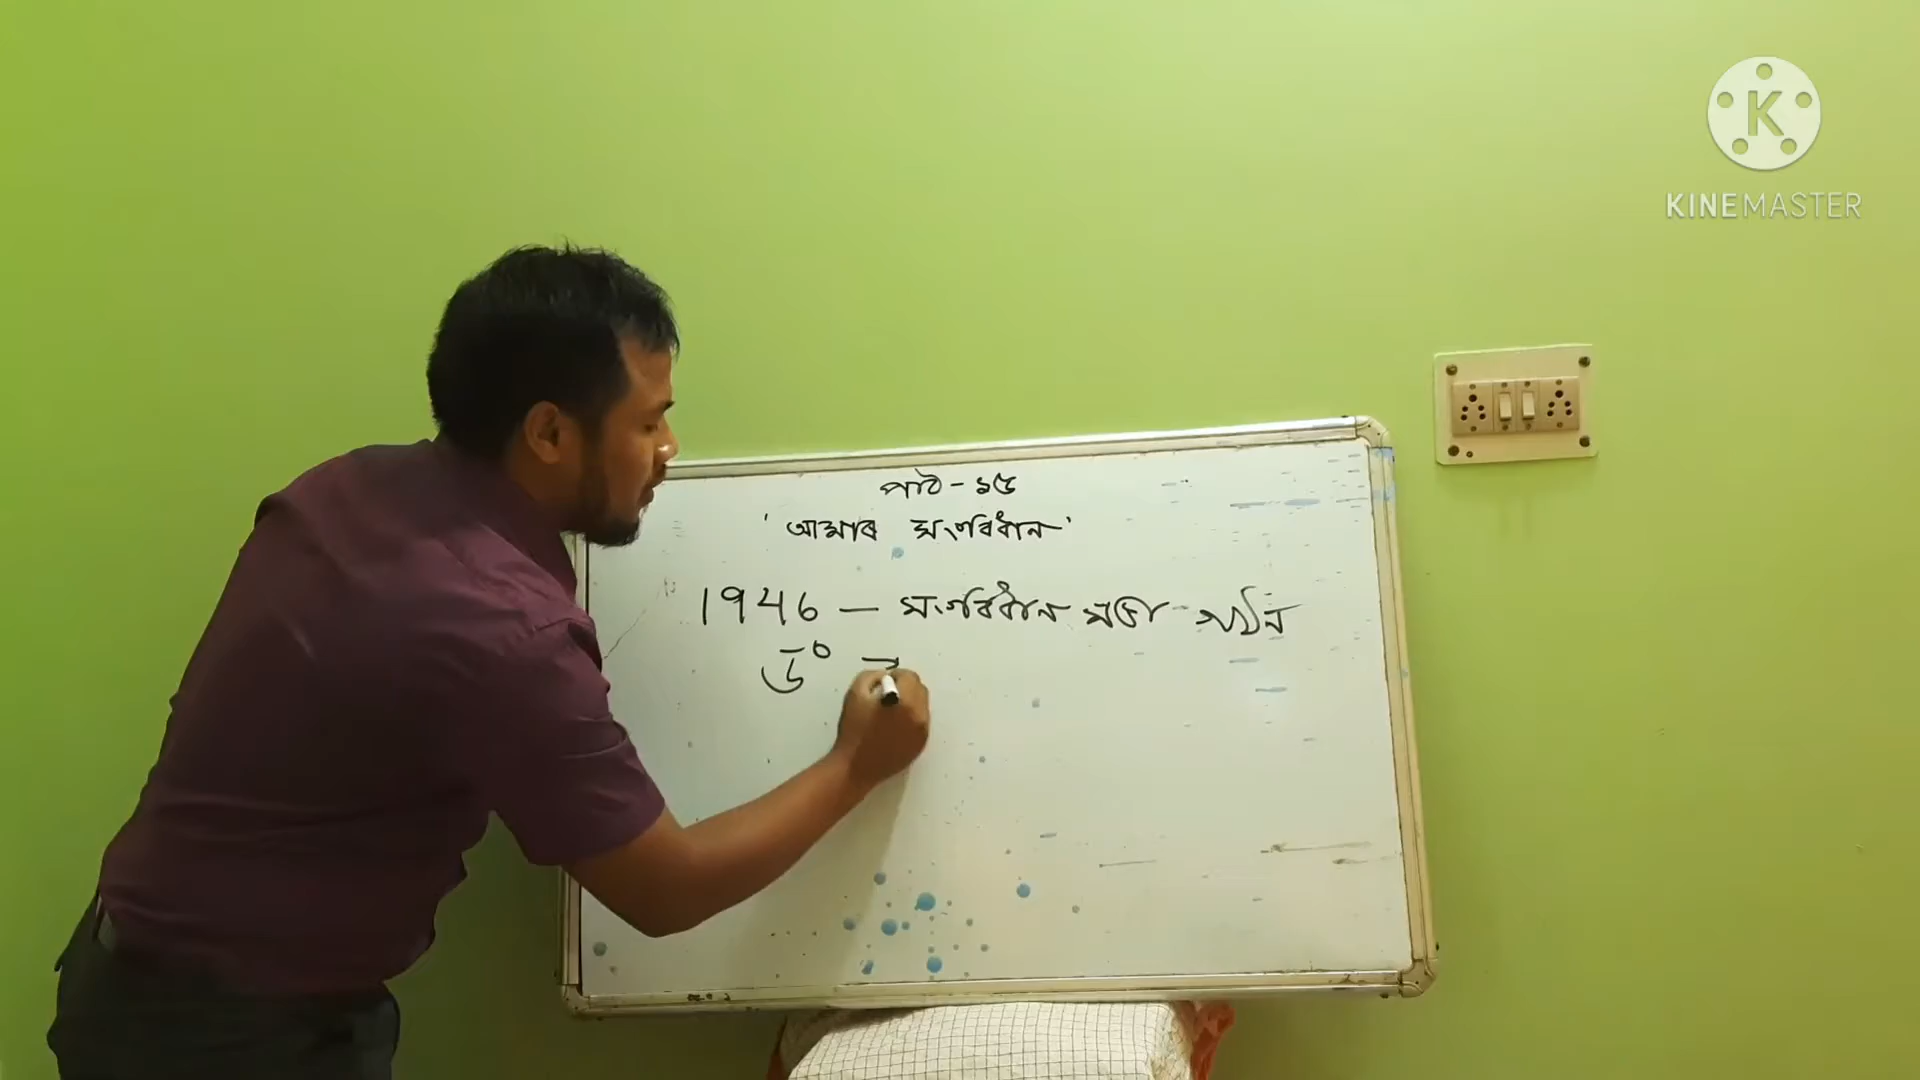 পাঠ - ১৫
'আমাৰ সংবিধান'
1946 — সংবিধান সভা গঠন
ড°
K
KINEMASTER